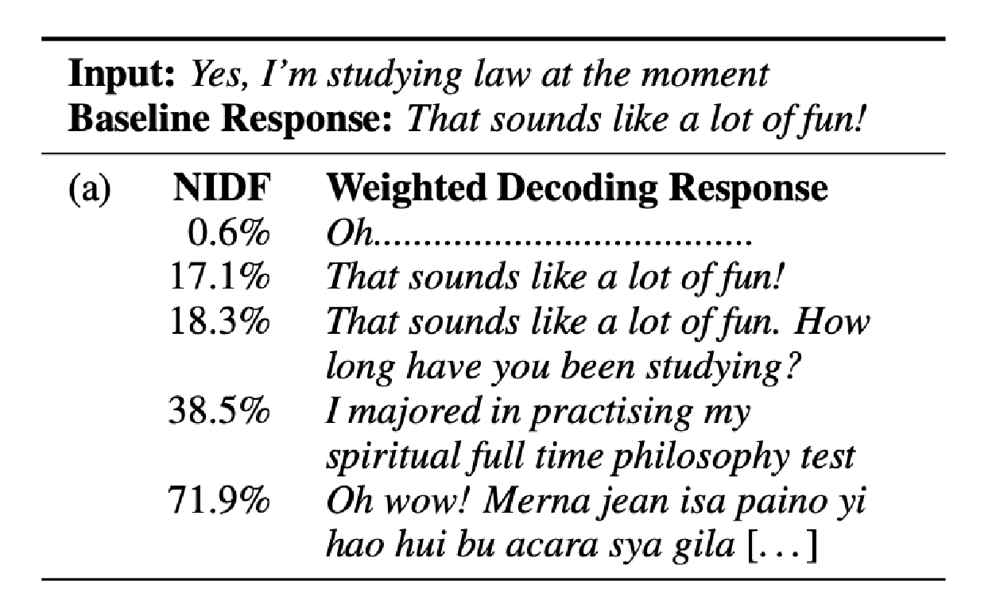 Input: Yes, I'm studying law at the moment
Baseline Response: That sounds like a lot of fun!
(a) NIDF Weighted Decoding Response
0.6% Oh......................................
17.1% That sounds like a lot of fun!
18.3% That sounds like a lot of fun. How
long have you been studying?
38.5% I majored in practising my
spiritual full time philosophy test
71.9% Oh wow! Merna jean isa paino yi
hao hui bu acara sya gila [...]